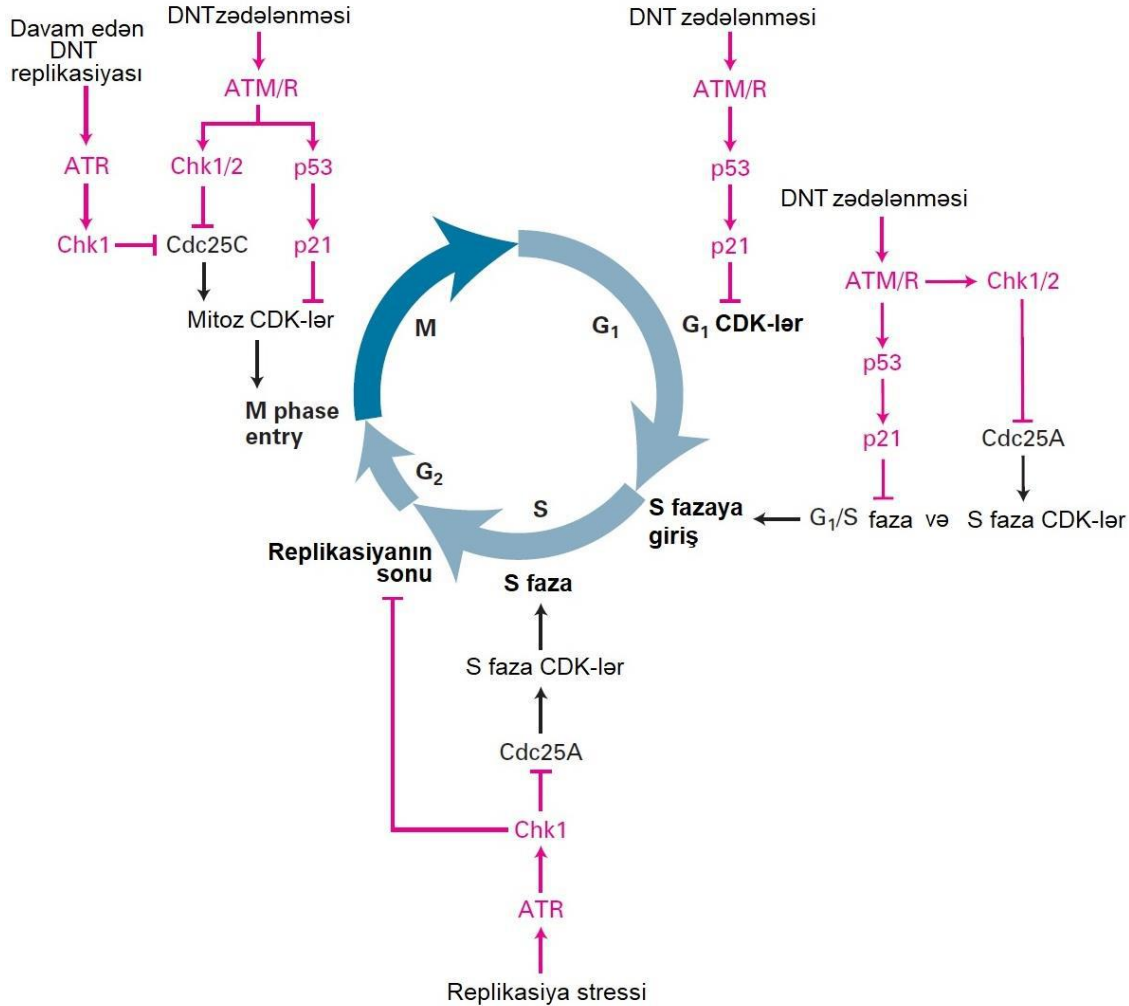 Davam edən
DNT
replikasiyası
ATR
Chk1
DNT zədələnməsi
ATM/R
Chk1/2
p53
Cdc25C
p21
Mitoz CDK-lər
M phase
entry
DNT zədələnməsi
ATM/R
p53
p21
G₁ CDK-lər
DNT zədələnməsi
ATM/R
Chk1/2
p53
p21
Cdc25A
G₁/S faza və S faza CDK-lər
S fazaya
giriş
M
G₁
G₂
S
Replikasiyanın
sonu
S faza
S faza CDK-lər
Cdc25A
Chk1
ATR
Replikasiya stressi